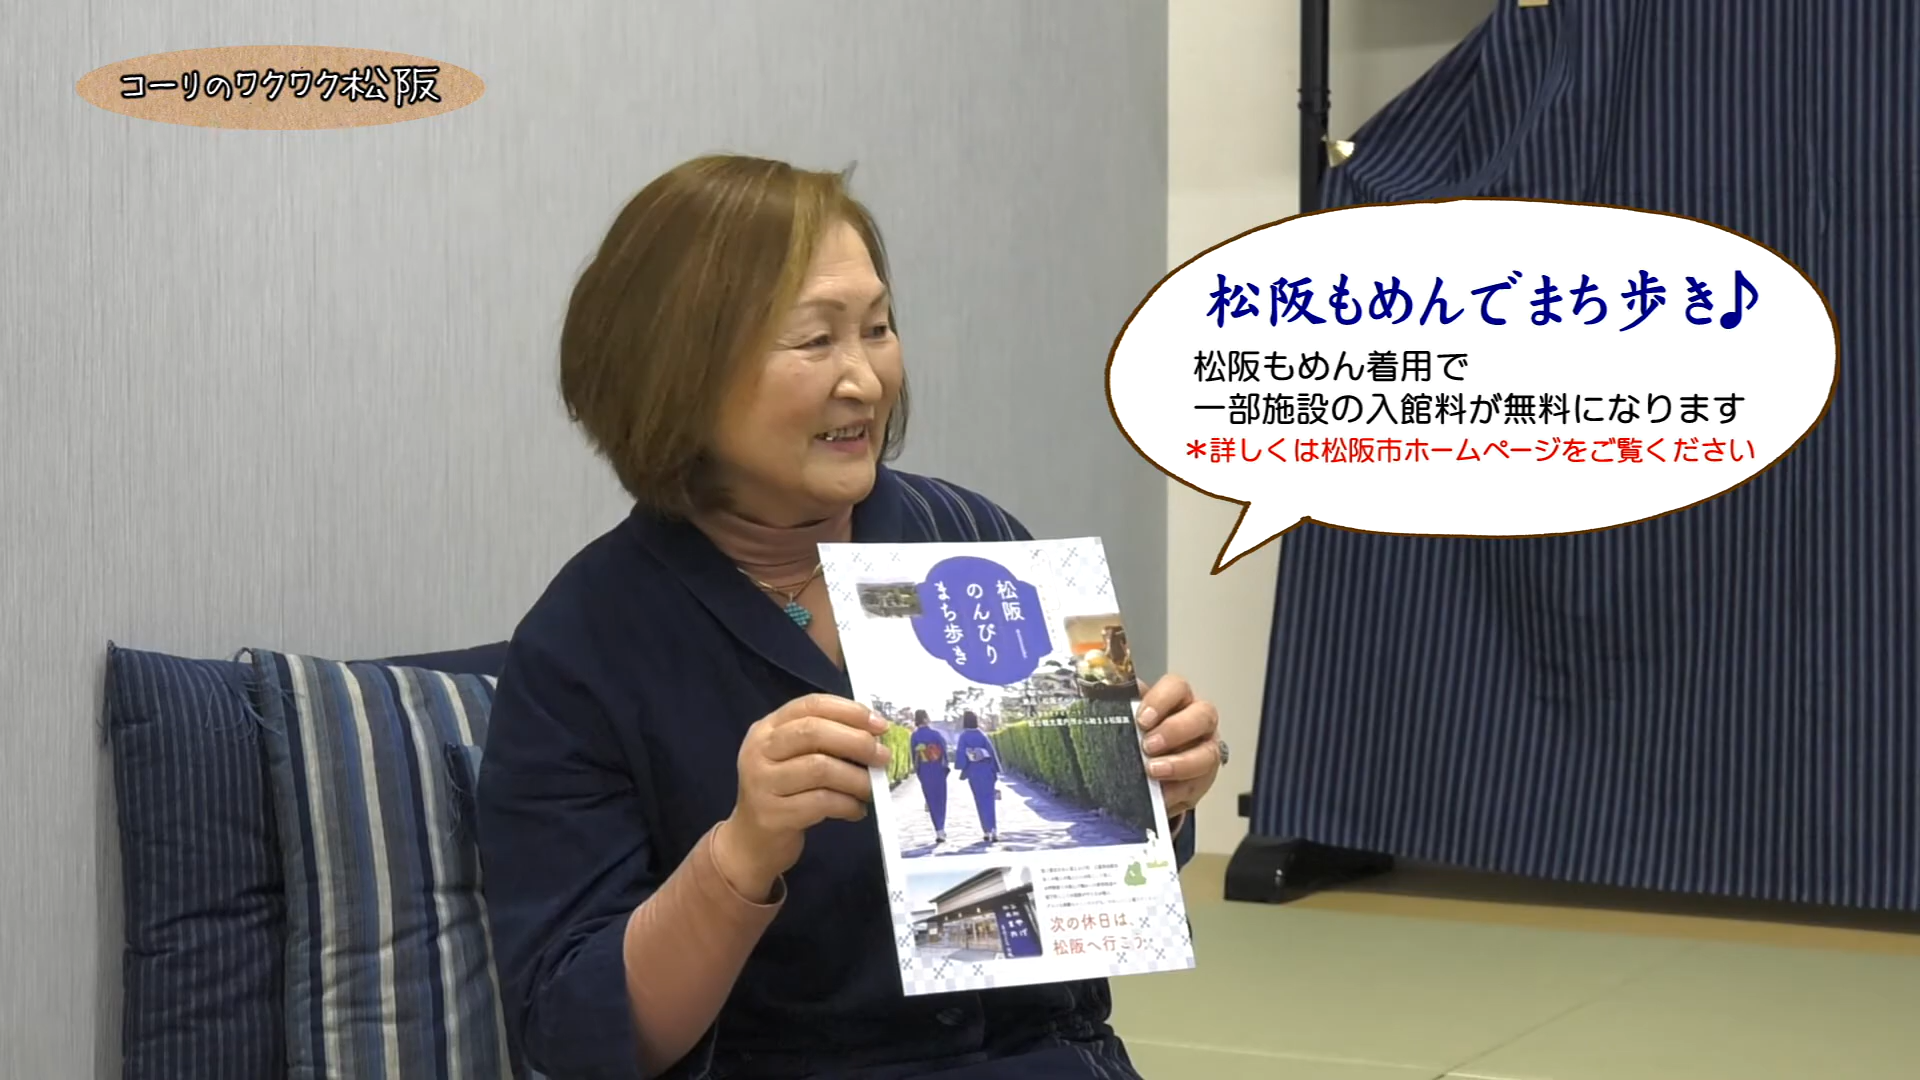 コーリのワクワク松阪
松阪もめんでまち歩き♪
松阪もめん着用で
一部施設の入館料が無料になります
＊詳しくは松阪市ホームページをご覧ください
松阪
のんびり
まち歩き
次の休日は、
松阪へ行こう